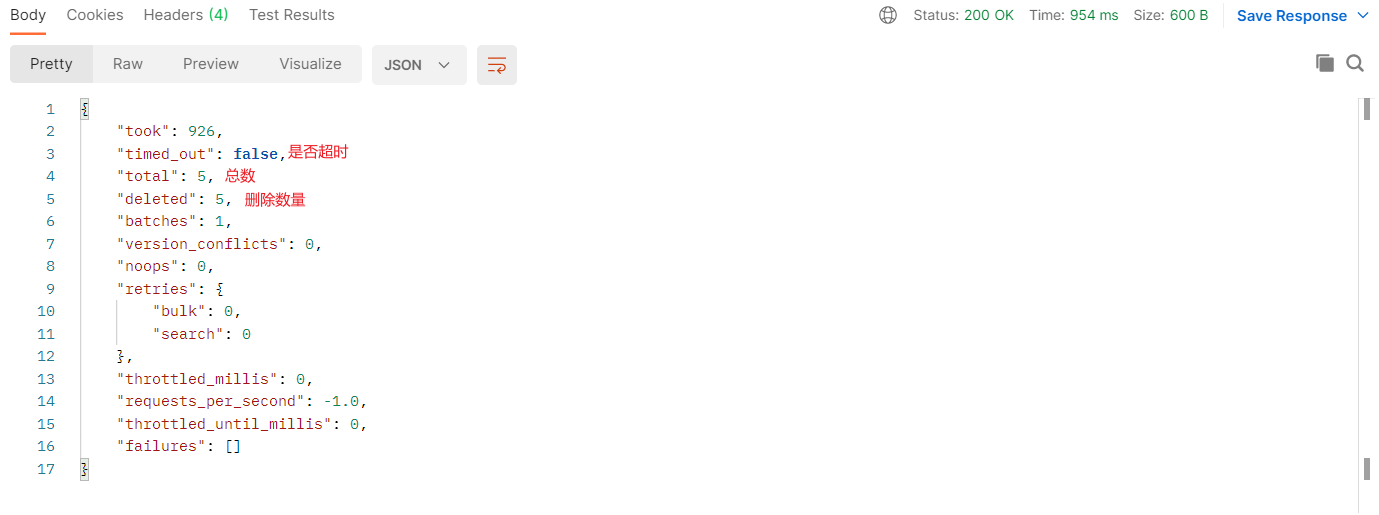 Body Cookies Headers (4) Test Results Status: 200 OK Time: 954 ms Size: 600 B Save Response
Pretty Raw Preview Visualize JSON
1 {
2 "took": 926,
3 "timed_out": false,是否超时
4 "total": 5, 总数
5 "deleted": 5, 删除数量
6 "batches": 1,
7 "version_conflicts": 0,
8 "noops": 0,
9 "retries": {
10 "bulk": 0,
11 "search": 0
12 },
13 "throttled_millis": 0,
14 "requests_per_second": -1.0,
15 "throttled_until_millis": 0,
16 "failures": []
17 }